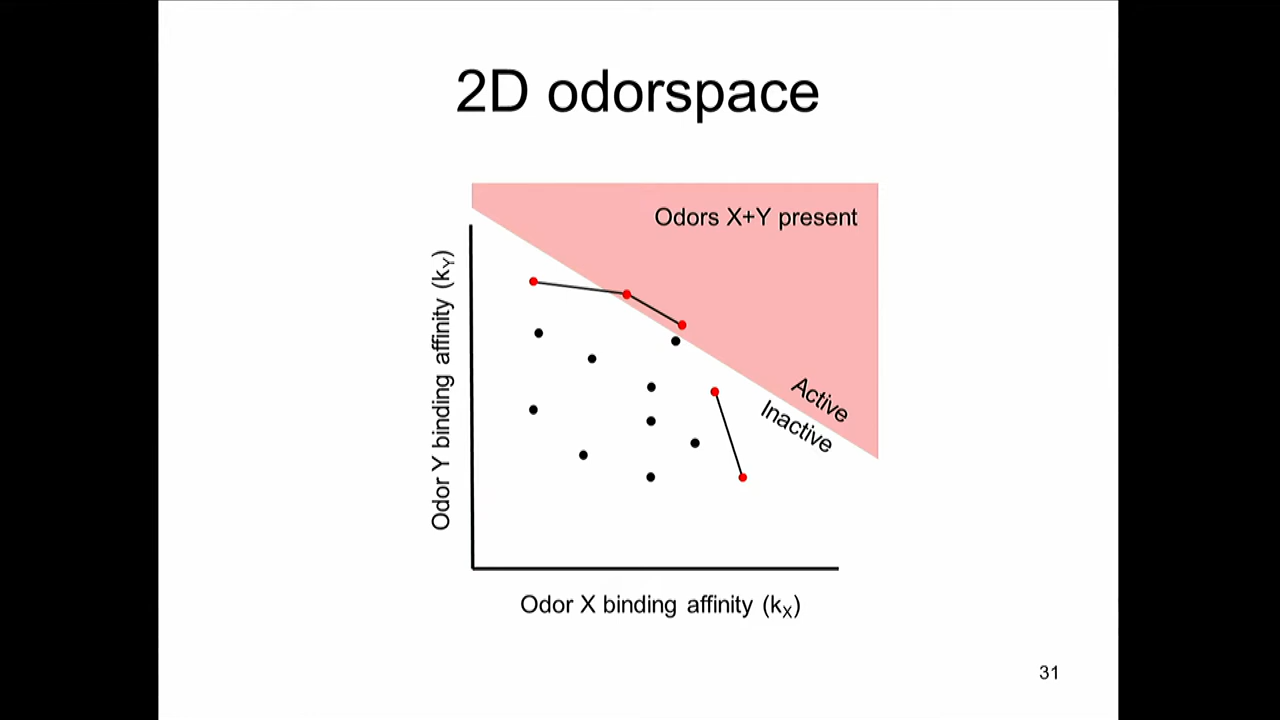 2D odorspace
Odors X+Y present
Odor Y binding affinity (kY)
Active
Inactive
Odor X binding affinity (kX)
31